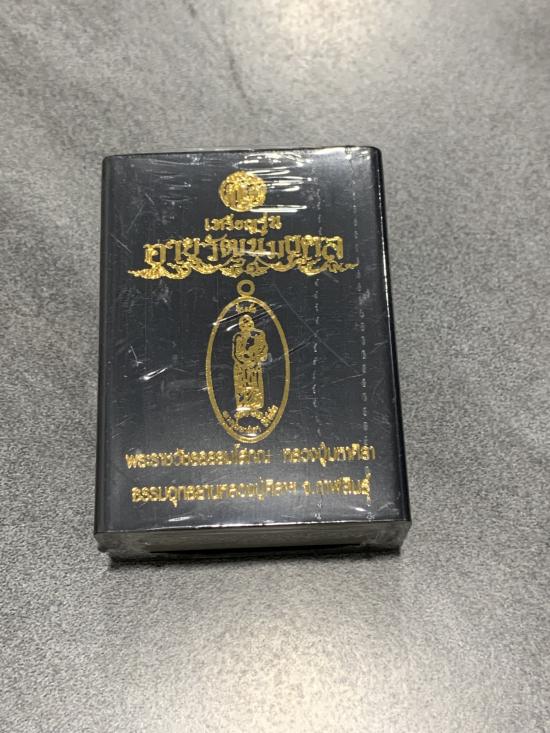 เหรียญรุ่น
อายุวัฒนมงคล
พระราชวัชรธรรมโสภณ หลวงปู่มหาศิลา
ธรรมอุทยานหลวงปู่ศิลาฯ จ.กาฬสินธุ์